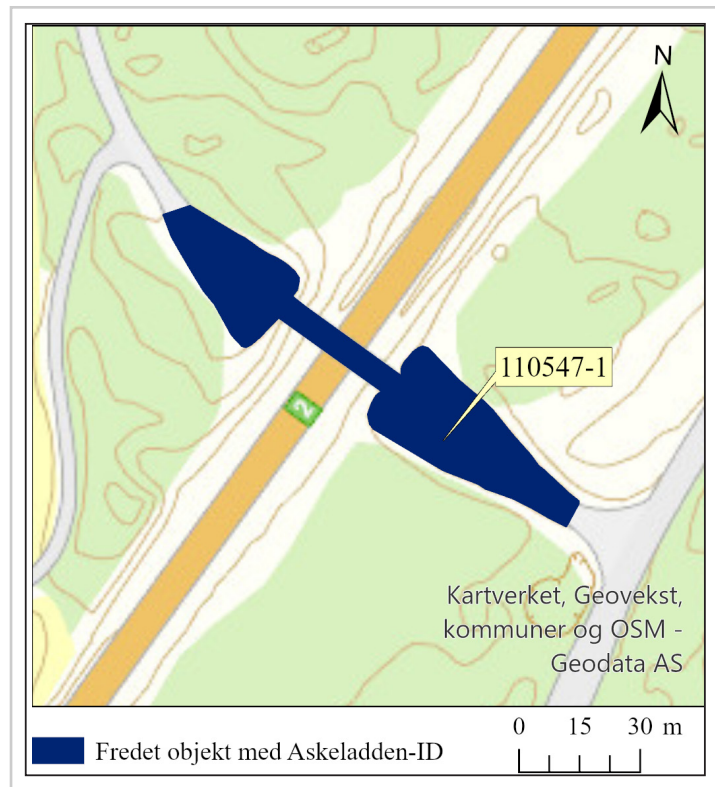 N
110547-1
2
Kartverket, Geovekst,
kommuner og OSM -
Geodata AS
0 15 30 m
Fredet objekt med Askeladden-ID